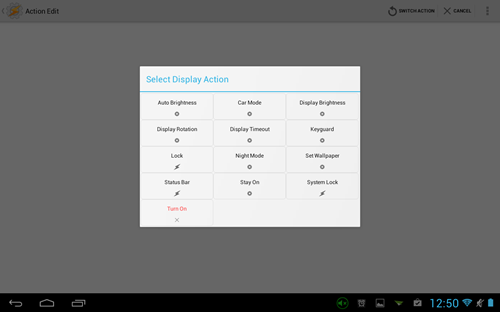 Action Edit
SWITCH ACTION
CANCEL
Select Display Action
Auto Brightness
Car Mode
Display Brightness
Display Rotation
Display Timeout
Keyguard
Lock
Night Mode
Set Wallpaper
Status Bar
Stay On
System Lock
Turn On
12:50